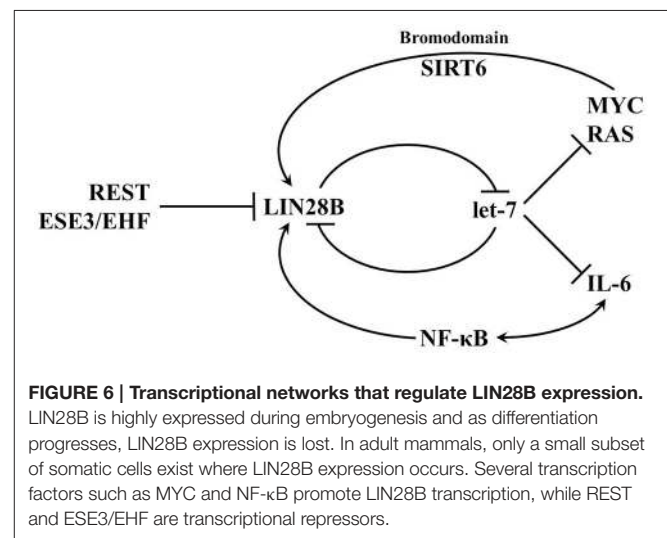 Bromodomain
SIRT6
MYC
RAS
REST
ESE3/EHF
LIN28B
let-7
IL-6
NF-κB
FIGURE 6 | Transcriptional networks that regulate LIN28B expression.
LIN28B is highly expressed during embryogenesis and as differentiation
progresses, LIN28B expression is lost. In adult mammals, only a small subset
of somatic cells exist where LIN28B expression occurs. Several transcription
factors such as MYC and NF-κB promote LIN28B transcription, while REST
and ESE3/EHF are transcriptional repressors.